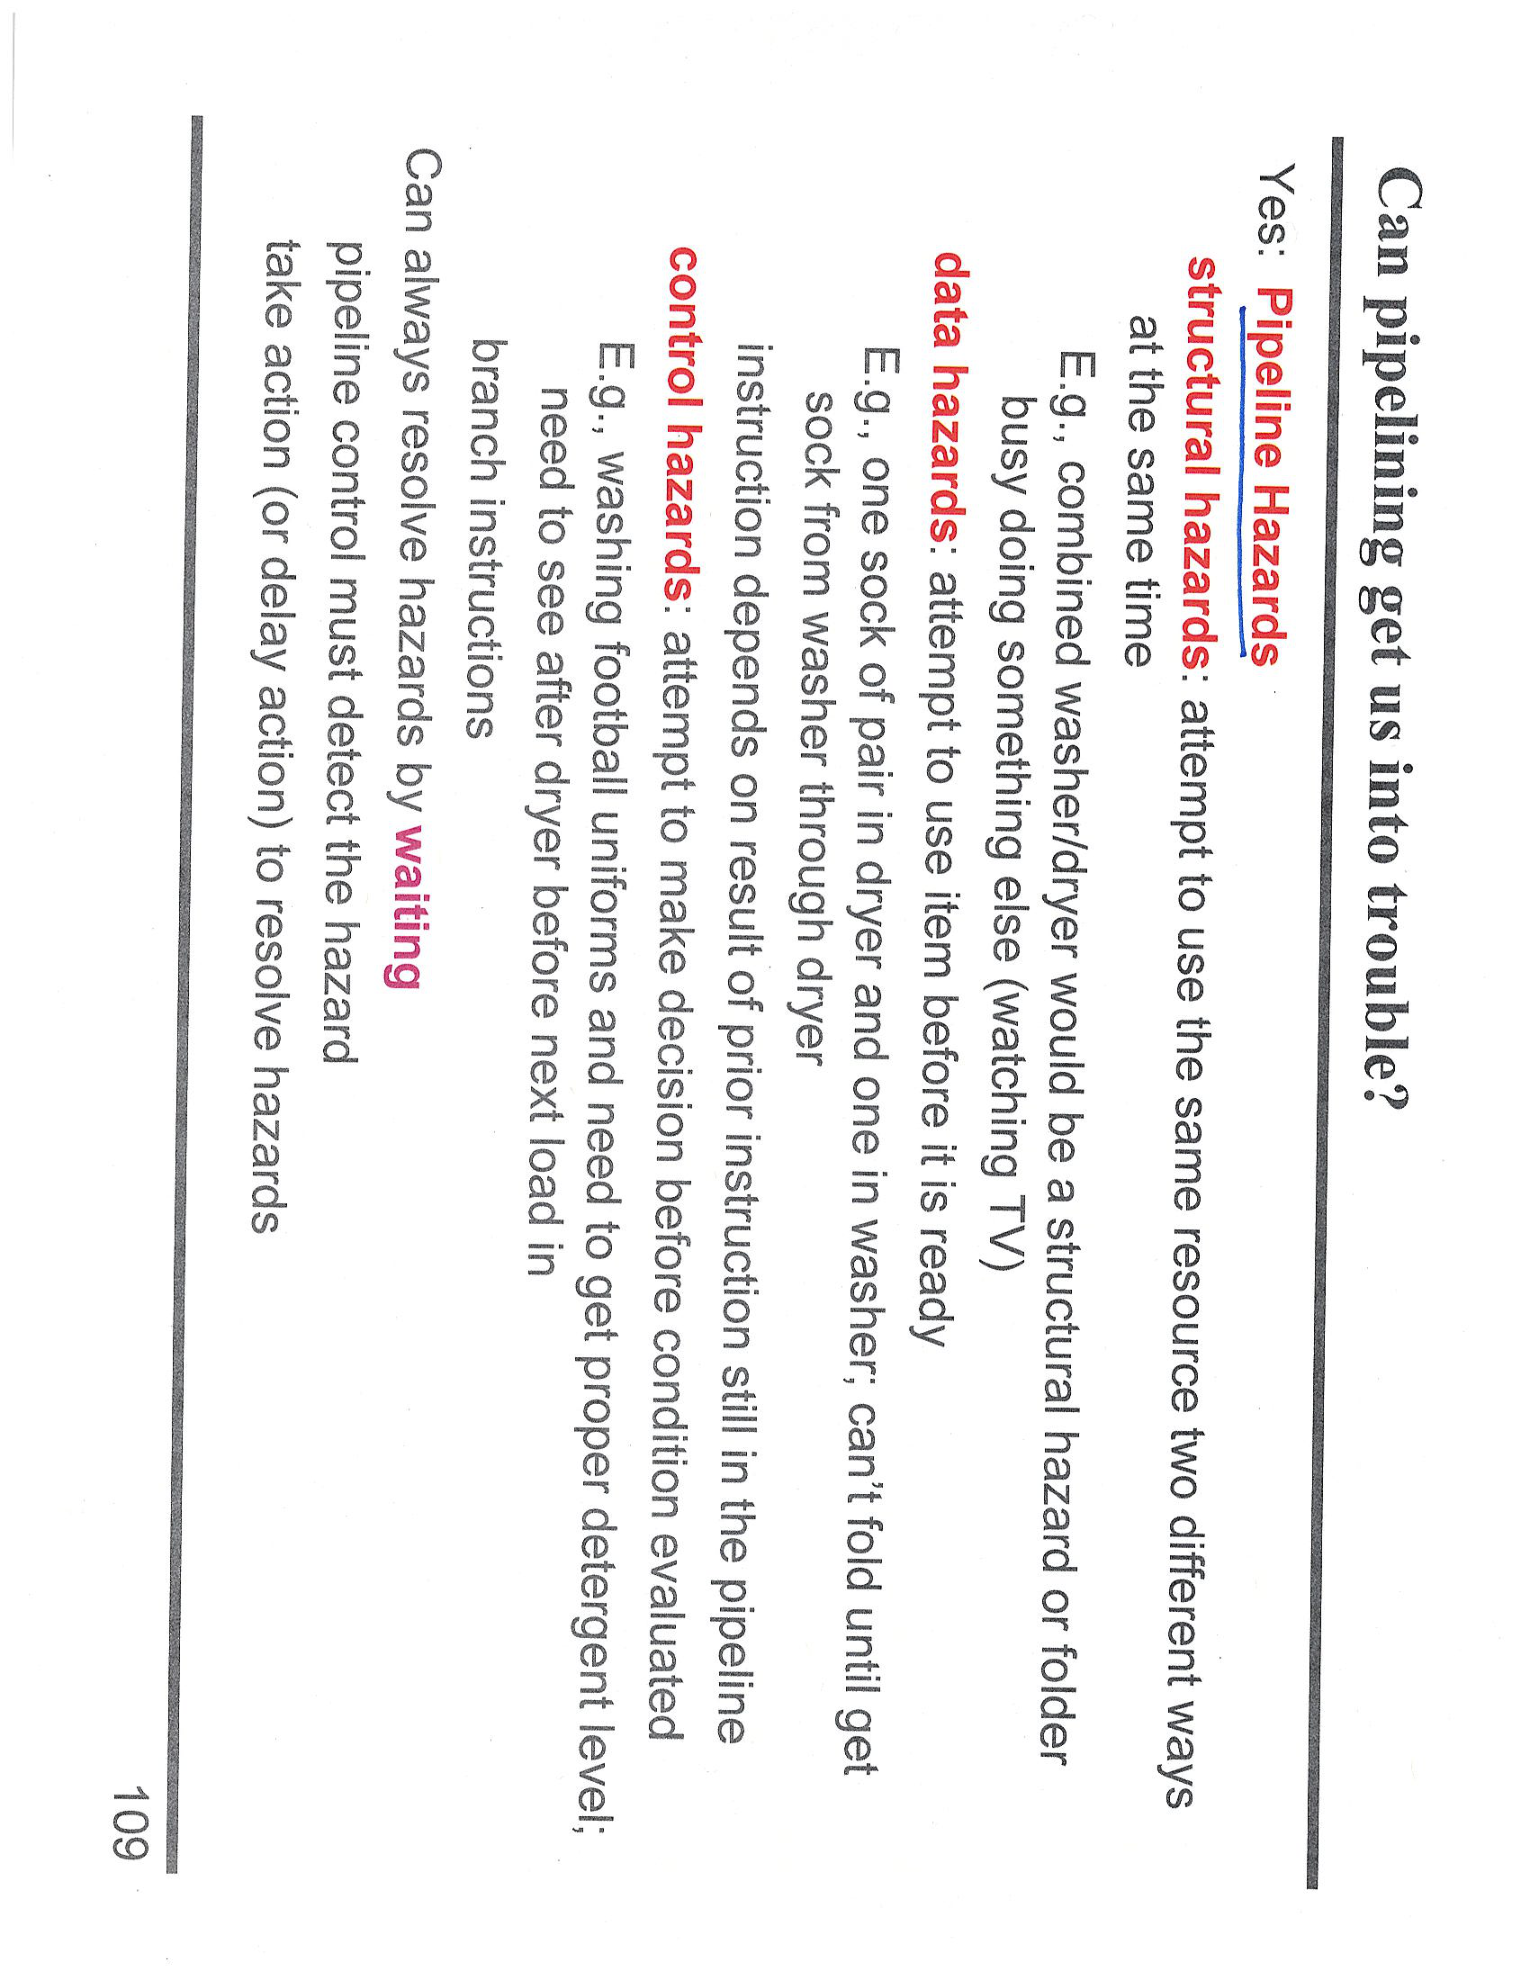 Can pipelining get us into trouble?
Yes: Pipeline Hazards
structural hazards: attempt to use the same resource two different ways
at the same time
E.g., combined washer/dryer would be a structural hazard or folder
busy doing something else (watching TV)
data hazards: attempt to use item before it is ready
E.g., one sock of pair in dryer and one in washer; can't fold until get
sock from washer through dryer
instruction depends on result of prior instruction still in the pipeline
control hazards: attempt to make decision before condition evaluated
E.g., washing football uniforms and need to get proper detergent level;
need to see after dryer before next load in
branch instructions
Can always resolve hazards by waiting
pipeline control must detect the hazard
take action (or delay action) to resolve hazards
109